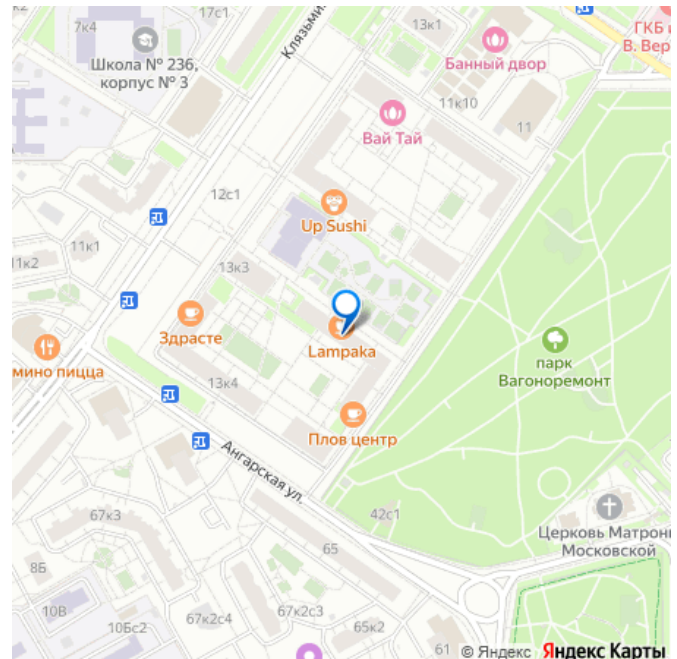 к2
7к4
17с1
Клязьми
13к1
ГКБ и
В. Вер
Школа № 236,
корпус № 3
Банный двор
11к10
11
Вай Тай
12с1
Up Sushi
11к1
11к2
13к3
Здрасте
Lampaka
мино пицца
13к4
парк
Вагоноремонт
Плов центр
Ангарская ул.
67к3
42с1
Церковь Матрон
Московской
65
8Б
10В
10Бс2
67к2с4
67к2с3
65к2
61
© Яндекс Яндекс Карты